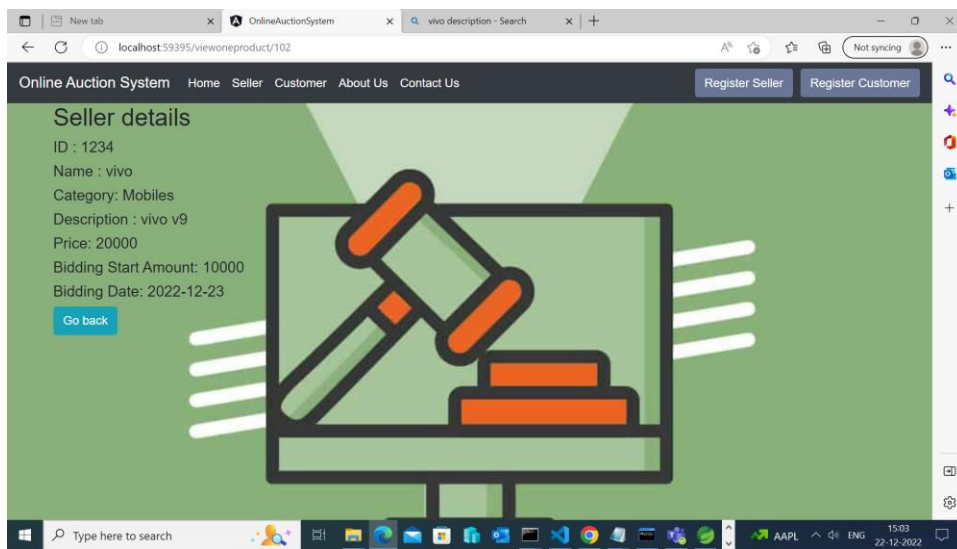 New tab
OnlineAuctionSystem
vivo description - Search
localhost:59395/viewoneproduct/102
Not syncing
Online Auction System Home Seller Customer About Us Contact Us Register Seller Register Customer
Seller details
ID : 1234
Name : vivo
Category: Mobiles
Description : vivo v9
Price: 20000
Bidding Start Amount: 10000
Bidding Date: 2022-12-23
Go back
Type here to search
AAPL
ENG
15:03
22-12-2022